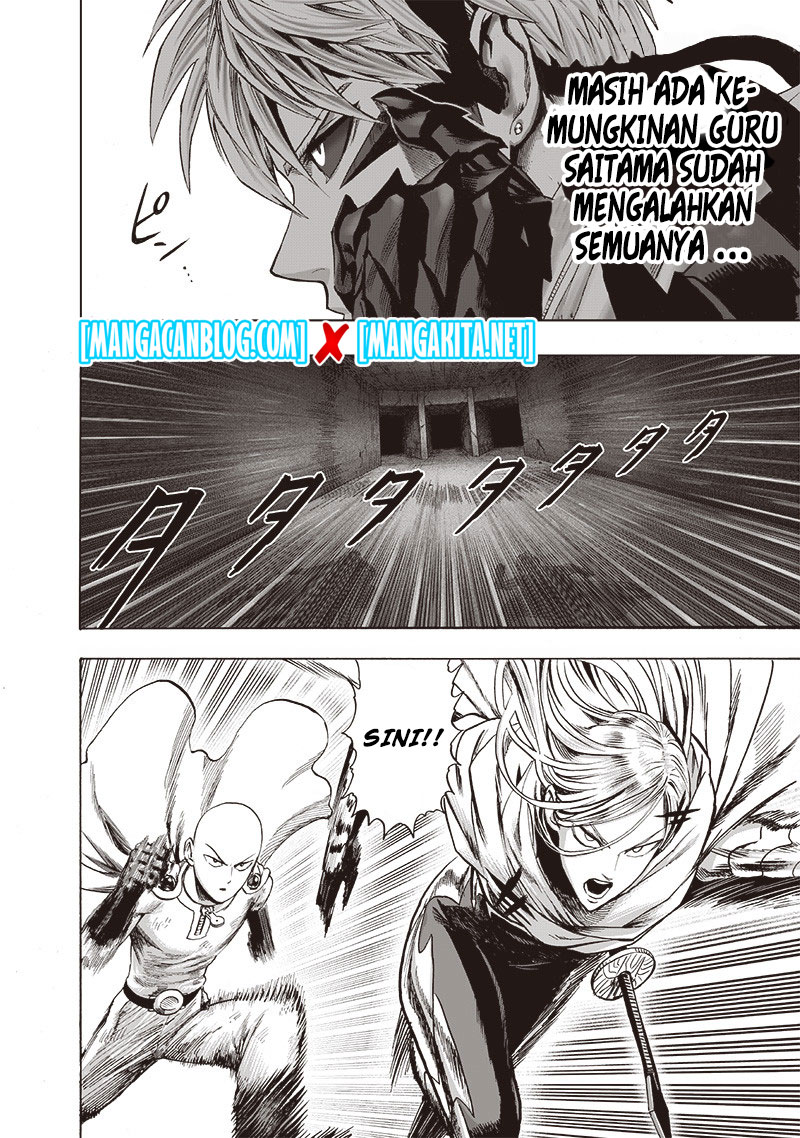 MASIH ADA KE-
MUNGKINAN GURU
SAITAMA SUDAH
MENGALAHKAN
SEMUANYA ...
ピシ
[MANGACANBLOG.COM] X [MANGAKITA.NET]
タタタタタタタ
SINI!!